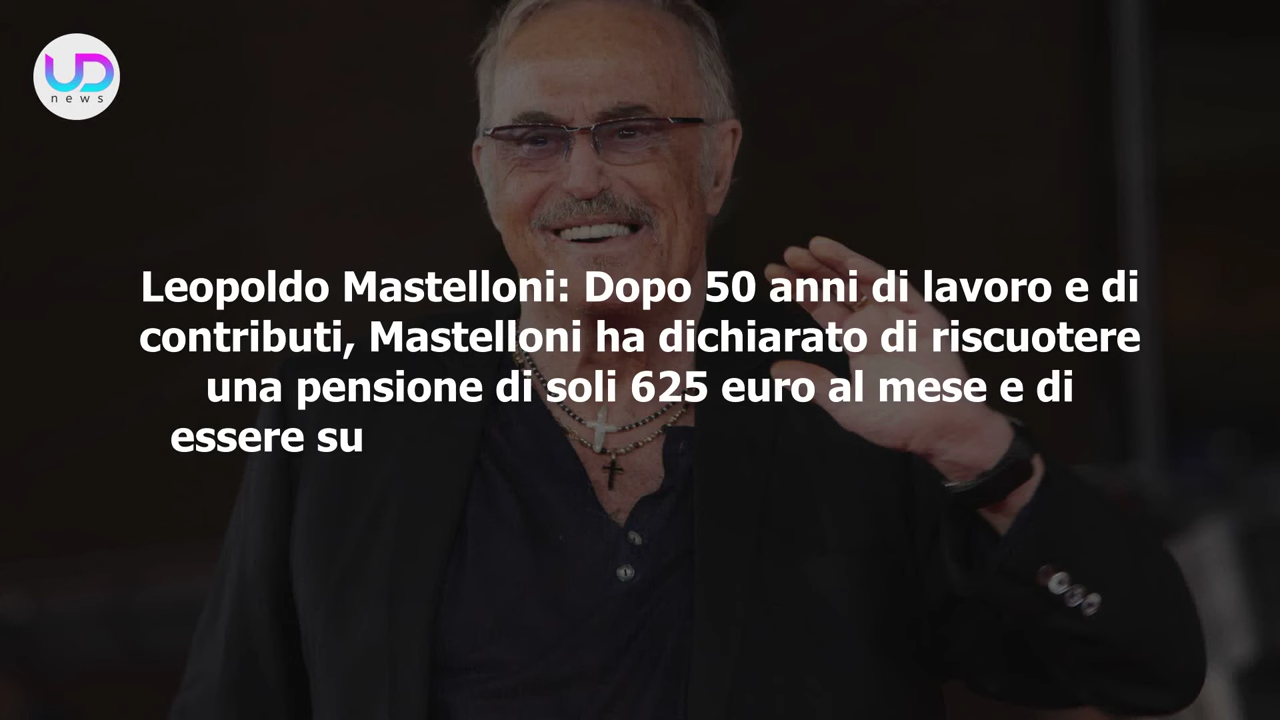 UD
news
Leopoldo Mastelloni: Dopo 50 anni di lavoro e di
contributi, Mastelloni ha dichiarato di riscuotere
una pensione di soli 625 euro al mese e di
essere su